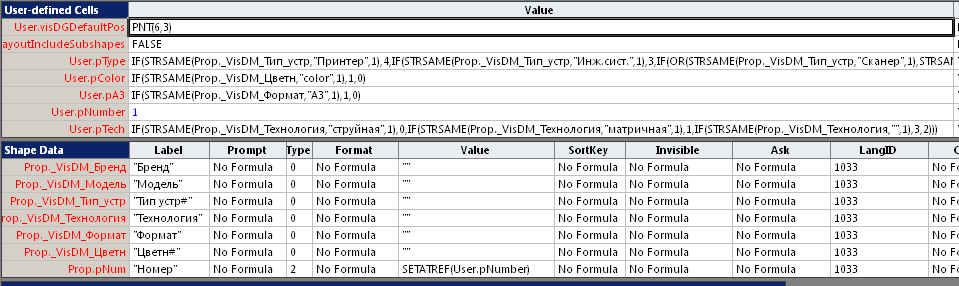 User-defined Cells Value
User.visDGDefaultPos PNT(6,3)
ayoutIncludeSubshapes FALSE
User.pType IF(STRSAME(Prop._VisDM_Тип_устр,"Принтер",1),4,IF(STRSAME(Prop._VisDM_Тип_устр,"Инж.сист.",1),3,IF(OR(STRSAME(Prop._VisDM_Тип_устр,"Сканер",1),STRSAM
User.pColor IF(STRSAME(Prop._VisDM_Цветн,"color",1),1,0)
User.pA3 IF(STRSAME(Prop._VisDM_Формат,"A3",1),1,0)
User.pNumber 1
User.pTech IF(STRSAME(Prop._VisDM_Технология,"струйная",1),0,IF(STRSAME(Prop._VisDM_Технология,"матричная",1),1,IF(STRSAME(Prop._VisDM_Технология,"",1),3,2)))
Shape Data Label Prompt Type Format Value SortKey Invisible Ask LangID
Prop._VisDM_Бренд "Бренд" No Formula 0 No Formula "" No Formula No Formula No Formula 1033 No Fo
Prop._VisDM_Модель "Модель" No Formula 0 No Formula "" No Formula No Formula No Formula 1033 No Fo
Prop._VisDM_Тип_устр "Тип устр#" No Formula 0 No Formula "" No Formula No Formula No Formula 1033 No Fo
rop._VisDM_Технология "Технология" No Formula 0 No Formula "" No Formula No Formula No Formula 1033 No Fo
Prop._VisDM_Формат "Формат" No Formula 0 No Formula "" No Formula No Formula No Formula 1033 No Fo
Prop._VisDM_Цветн "Цветн#" No Formula 0 No Formula "" No Formula No Formula No Formula 1033 No Fo
Prop.pNum "Номер" No Formula 2 No Formula SETATREF(User.pNumber) No Formula No Formula No Formula 1033 No Fo